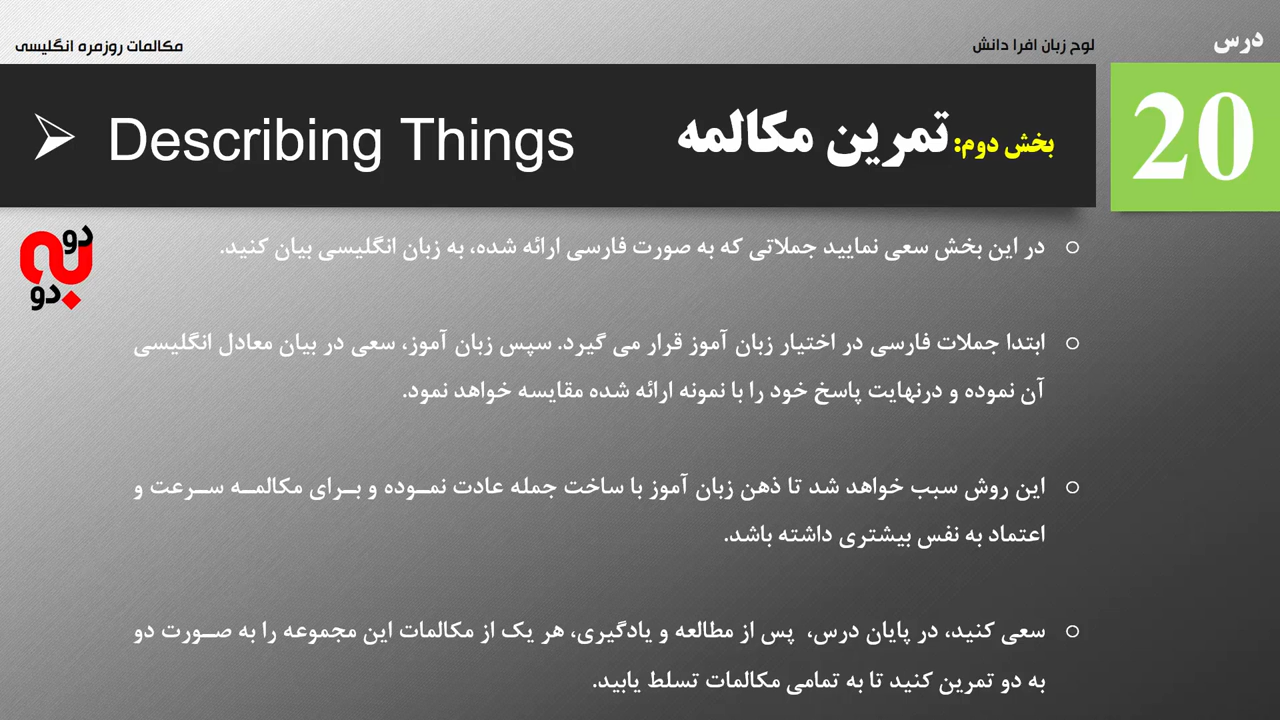 درس
لوح زبان افرا دانش
مکالمات روزمره انگلیسی
20
بخش دوم: تمرین مکالمه
Describing Things
دو
به
دو
در این بخش سعی نمایید جملاتی که به صورت فارسی ارائه شده، به زبان انگلیسی بیان کنید.
ابتدا جملات فارسی در اختیار زبان آموز قرار می گیرد. سپس زبان آموز، سعی در بیان معادل انگلیسی
آن نموده و درنهایت پاسخ خود را با نمونه ارائه شده مقایسه خواهد نمود.
این روش سبب خواهد شد تا ذهن زبان آموز با ساخت جمله عادت نمـوده و بـرای مکالمـه سـرعت و
اعتماد به نفس بیشتری داشته باشد.
سعی کنید، در پایان درس، پس از مطالعه و یادگیری، هر یک از مکالمات این مجموعه را به صـورت دو
به دو تمرین کنید تا به تمامی مکالمات تسلط یابید.